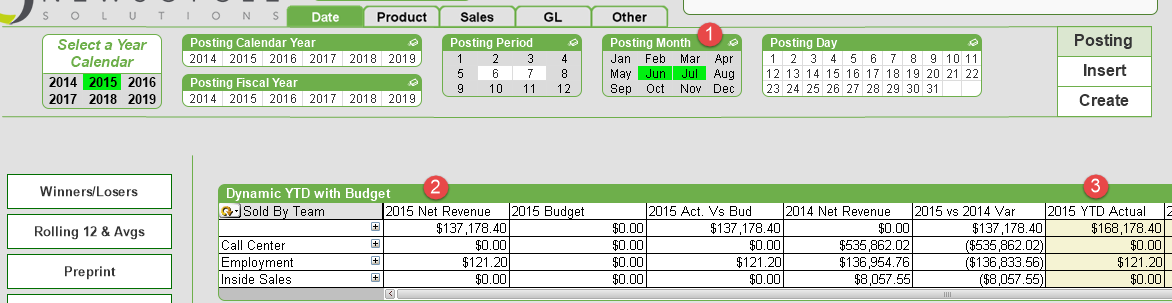 SOLUTIONS
Date Product Sales GL Other
Select a Year Calendar
2014 2015 2016
2017 2018 2019
Posting Calendar Year
2014 2015 2016 2017 2018 2019
Posting Fiscal Year
2014 2015 2016 2017 2018 2019
Posting Period
1 2 3 4
5 6 7 8
9 10 11 12
Posting Month 1
Jan Feb Mar Apr
May Jun Jul Aug
Sep Oct Nov Dec
Posting Day
1 2 3 4 5 6 7 8 9 10 11
12 13 14 15 16 17 18 19 20 21 22
23 24 25 26 27 28 29 30 31
Posting
Insert
Create
Winners/Losers
Rolling 12 & Avgs
Preprint
Dynamic YTD with Budget 2 3
Sold By Team 2015 Net Revenue 2015 Budget 2015 Act. Vs Bud 2014 Net Revenue 2015 vs 2014 Var 2015 YTD Actual 2
$137,178.40 $0.00 $137,178.40 $0.00 $137,178.40 $168,178.40
Call Center $0.00 $0.00 $0.00 $535,862.02 ($535,862.02) $0.00
Employment $121.20 $0.00 $121.20 $136,954.76 ($136,833.56) $121.20
Inside Sales $0.00 $0.00 $0.00 $8,057.55 ($8,057.55) $0.00